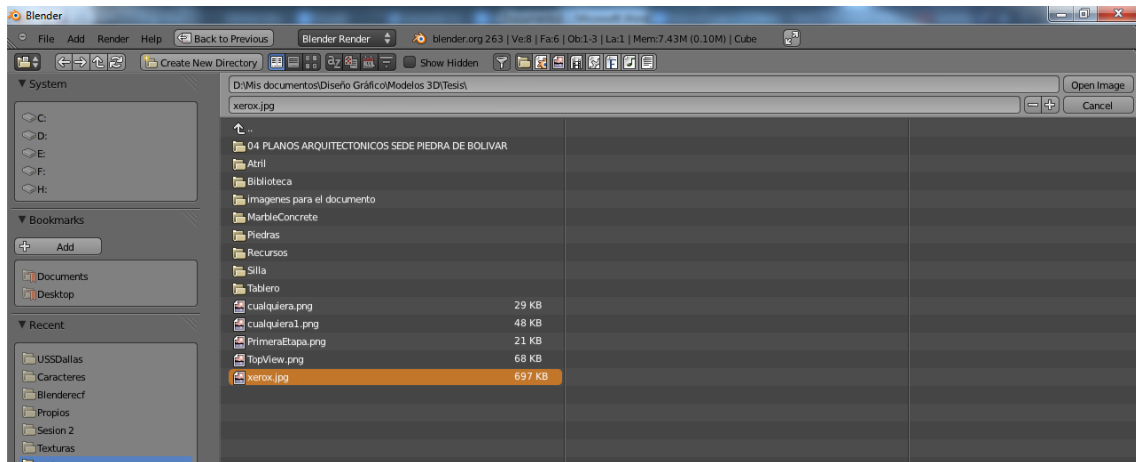 Blender
File Add Render Help Back to Previous Blender Render blender.org 263 | Ve:8 | Fa:6 | Ob:1-3 | La:1 | Mem:7.43M (0.10M) | Cube
Create New Directory Show Hidden
System
C:
D:
E:
F:
H:
Bookmarks
Add
Documents
Desktop
Recent
USSDallas
Caracteres
Blenderecf
Propios
Sesion 2
Texturas
D:\Mis documentos\Diseño Gráfico\Modelos 3D\Tesis\ Open Image
xerox.jpg Cancel
..
04 PLANOS ARQUITECTONICOS SEDE PIEDRA DE BOLIVAR
Atril
Biblioteca
imagenes para el documento
MarbleConcrete
Piedras
Recursos
Silla
Tablero
cualquiera.png 29 KB
cualquiera1.png 48 KB
PrimeraEtapa.png 21 KB
TopView.png 68 KB
xerox.jpg 697 KB